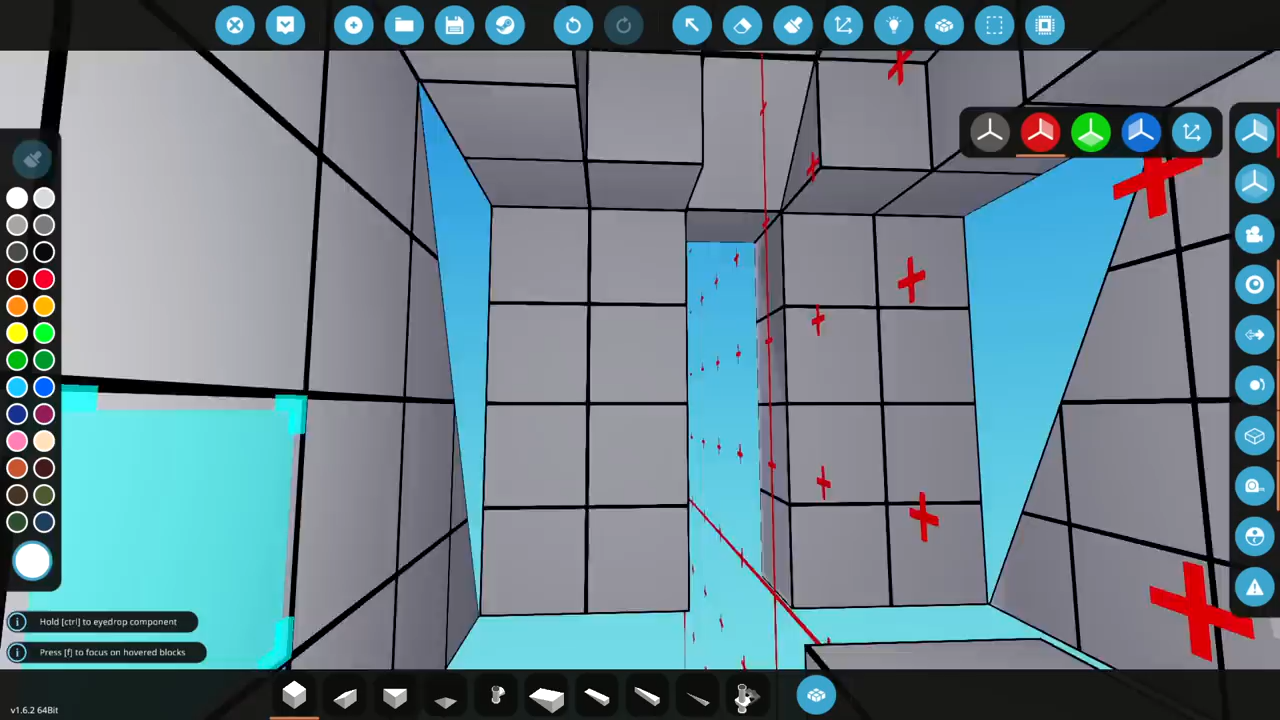 Hold [ctrl] to eyedrop component
Press [f] to focus on hovered blocks
v1.6.2 64Bit